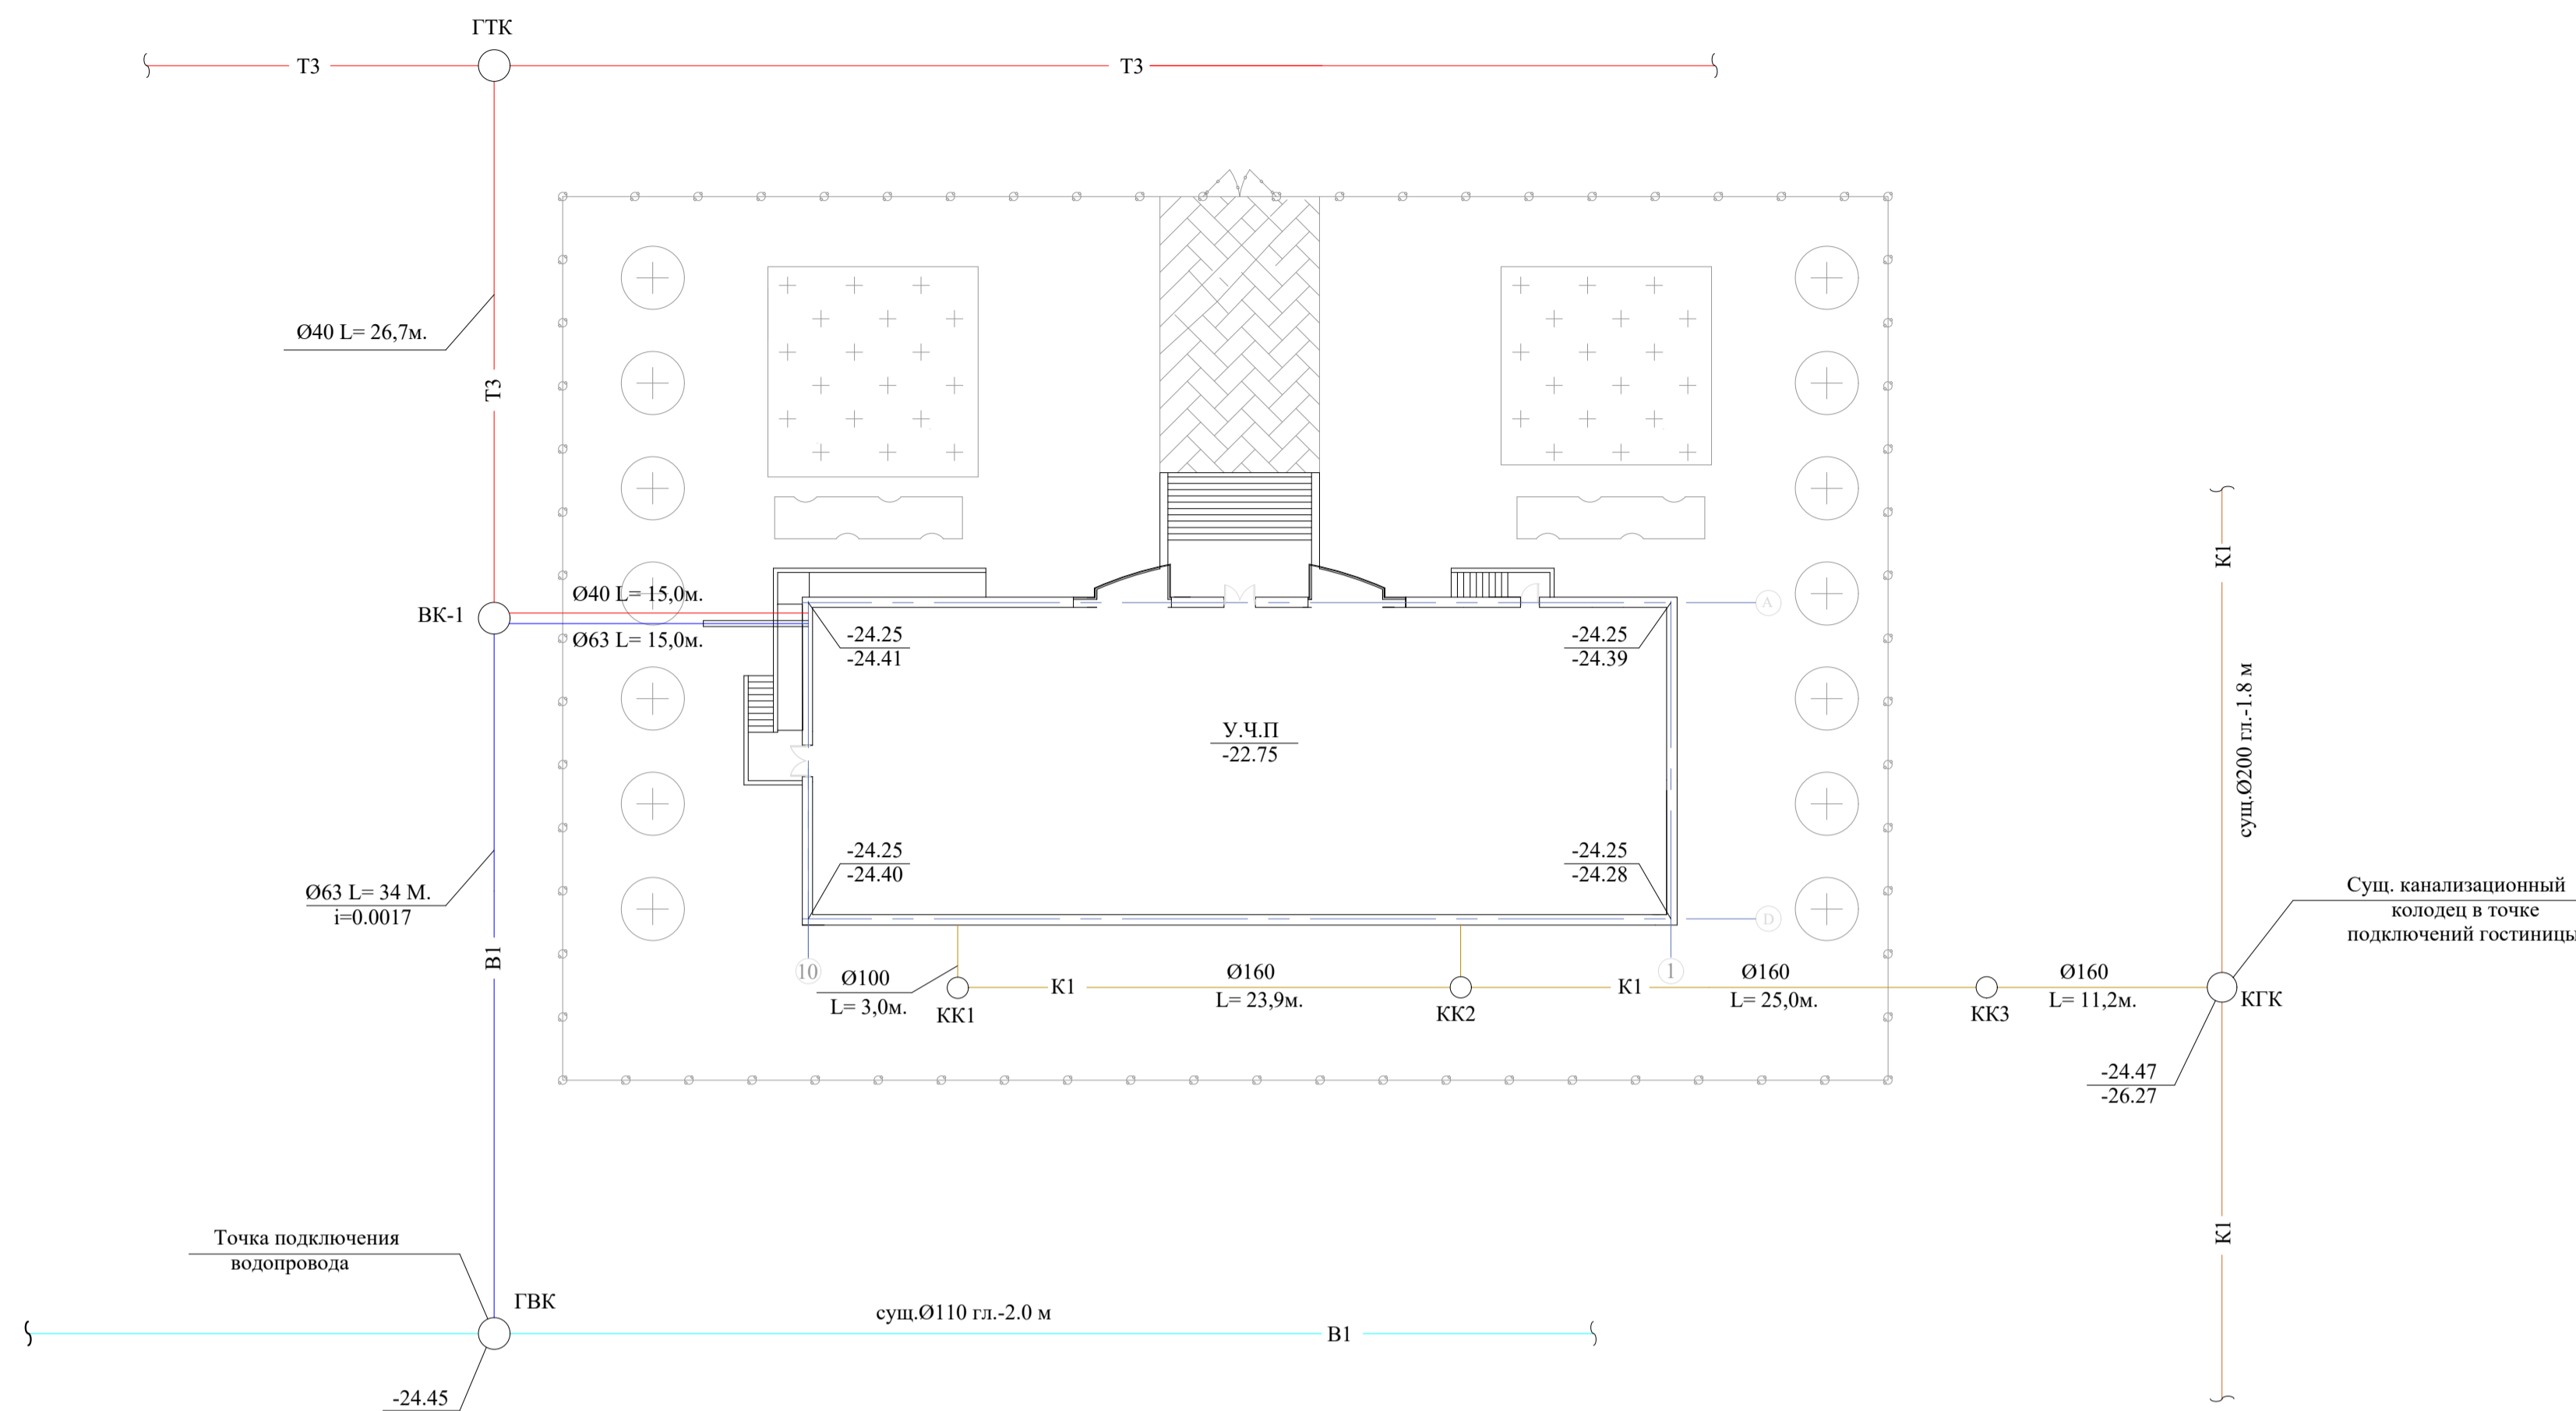 ГТК
Т3
Т3
Ø40 L= 26,7м.
Т3
К1
Ø40 L= 15,0м.
ВК-1
Ø63 L= 15,0м.
А
-24.25
-24.41
-24.25
-24.39
сущ.Ø200 гл.-1.8 м
У.Ч.П
-22.75
-24.25
-24.40
-24.25
-24.28
Ø63 L= 34 М.
i=0.0017
В1
D
Сущ. канализационный
колодец в точке
подключений гостиницы
10
1
Ø100
L= 3,0м.
КК1
К1
Ø160
L= 23,9м.
КК2
К1
Ø160
L= 25,0м.
КК3
Ø160
L= 11,2м.
КГК
-24.47
-26.27
К1
Точка подключения
водопровода
ГВК
сущ.Ø110 гл.-2.0 м
В1
-24.45